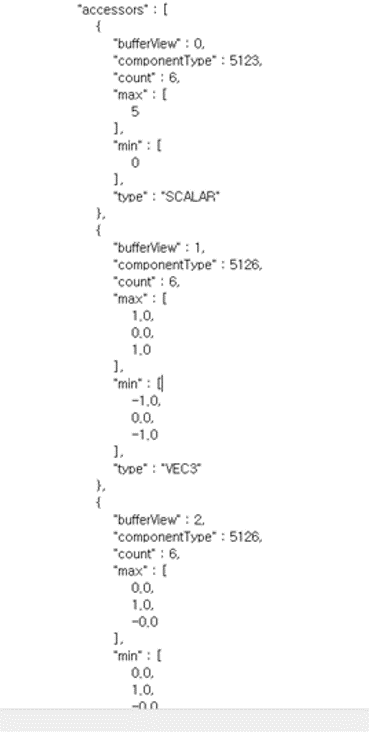 "accessors" : [
{
"bufferView" : 0,
"componentType" : 5123,
"count" : 6,
"max" : [
5
],
"min" : [
0
],
"type" : "SCALAR"
},
{
"bufferView" : 1,
"componentType" : 5126,
"count" : 6,
"max" : [
1.0,
0.0,
1.0
],
"min" : [
-1.0,
0.0,
-1.0
],
"type" : "VEC3"
},
{
"bufferView" : 2,
"componentType" : 5126,
"count" : 6,
"max" : [
0.0,
1.0,
-0.0
],
"min" : [
0.0,
1.0,
-0.0